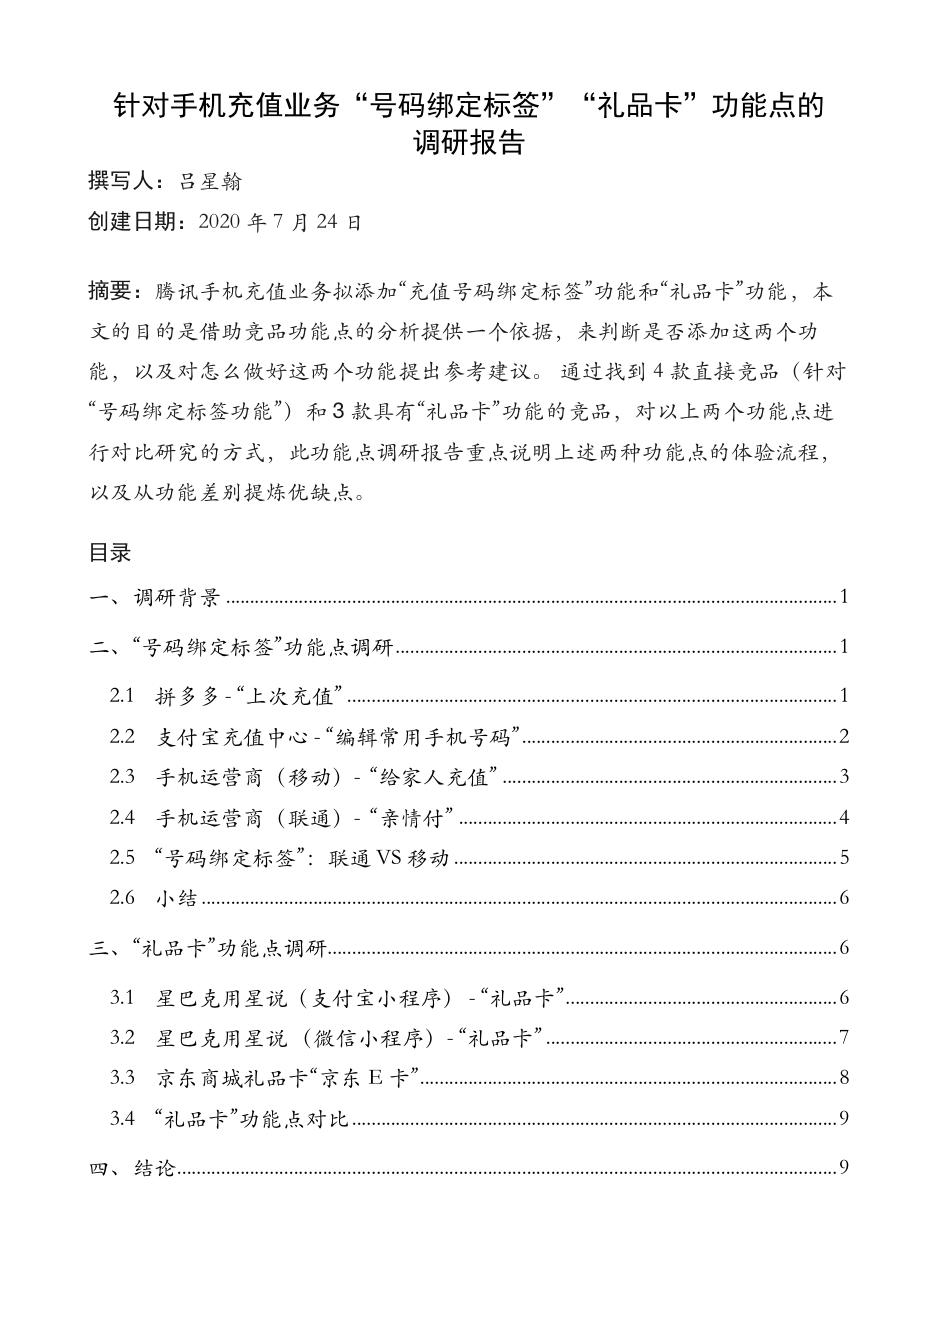 针对手机充值业务“号码绑定标签” “礼品卡”功能点的
调研报告
撰写人：吕星翰
创建日期：2020 年 7 月 24 日
摘要：腾讯手机充值业务拟添加“充值号码绑定标签”功能和“礼品卡”功能，本
文的目的是借助竞品功能点的分析提供一个依据，来判断是否添加这两个功
能，以及对怎么做好这两个功能提出参考建议。 通过找到 4 款直接竞品（针对
“号码绑定标签功能”）和 3 款具有“礼品卡”功能的竞品，对以上两个功能点进
行对比研究的方式，此功能点调研报告重点说明上述两种功能点的体验流程，
以及从功能差别提炼优缺点。
目录
一、调研背景 ........................................ 1
二、“号码绑定标签”功能点调研........................................ 1
2.1 拼多多 - “上次充值” ........................................ 1
2.2 支付宝充值中心 - “编辑常用手机号码”........................................ 2
2.3 手机运营商（移动）- “给家人充值” ........................................ 3
2.4 手机运营商（联通）- “亲情付” ........................................ 4
2.5 “号码绑定标签”：联通 VS 移动 ........................................ 5
2.6 小结 ........................................ 6
三、“礼品卡”功能点调研........................................ 6
3.1 星巴克用星说（支付宝小程序） - “礼品卡”........................................ 6
3.2 星巴克用星说 （微信小程序）- “礼品卡” ........................................ 7
3.3 京东商城礼品卡“京东 E 卡”........................................ 8
3.4 “礼品卡”功能点对比 ........................................ 9
四、结论........................................ 9